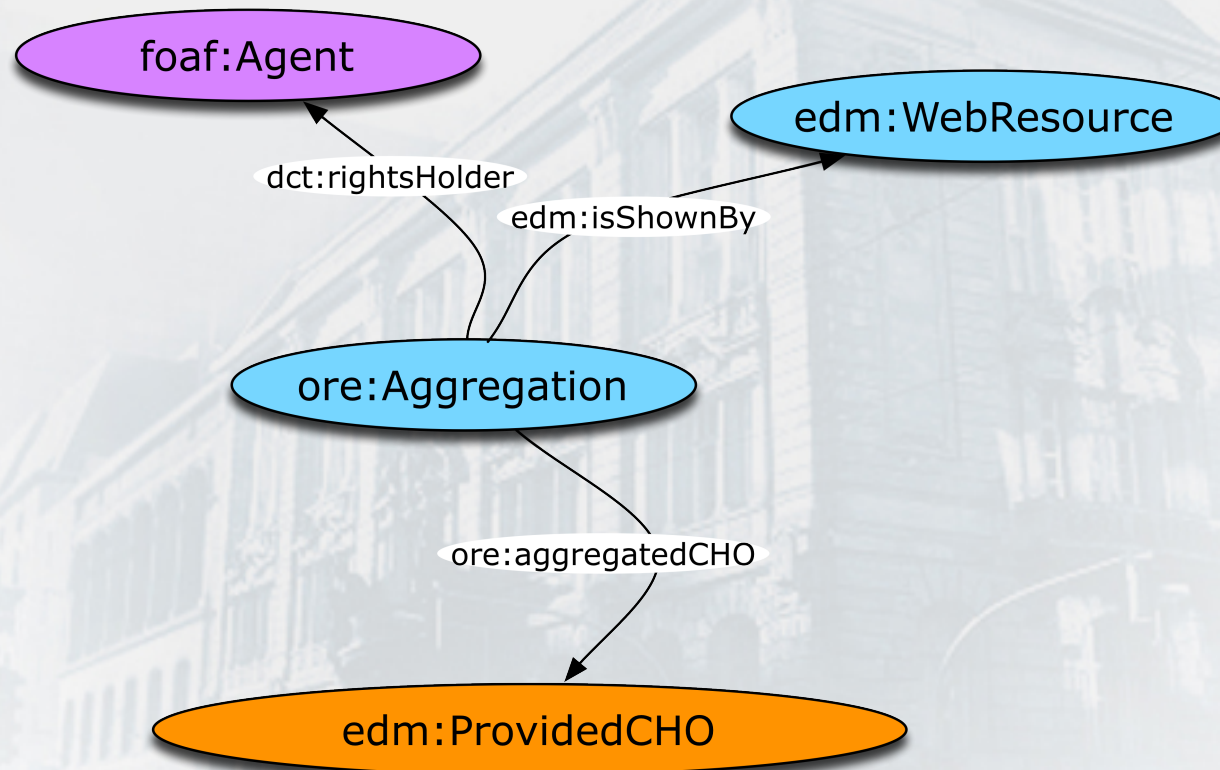 foaf:Agent
edm:WebResource
dct:rightsHolder
edm:isShownBy
ore:Aggregation
ore:aggregatedCHO
edm:ProvidedCHO